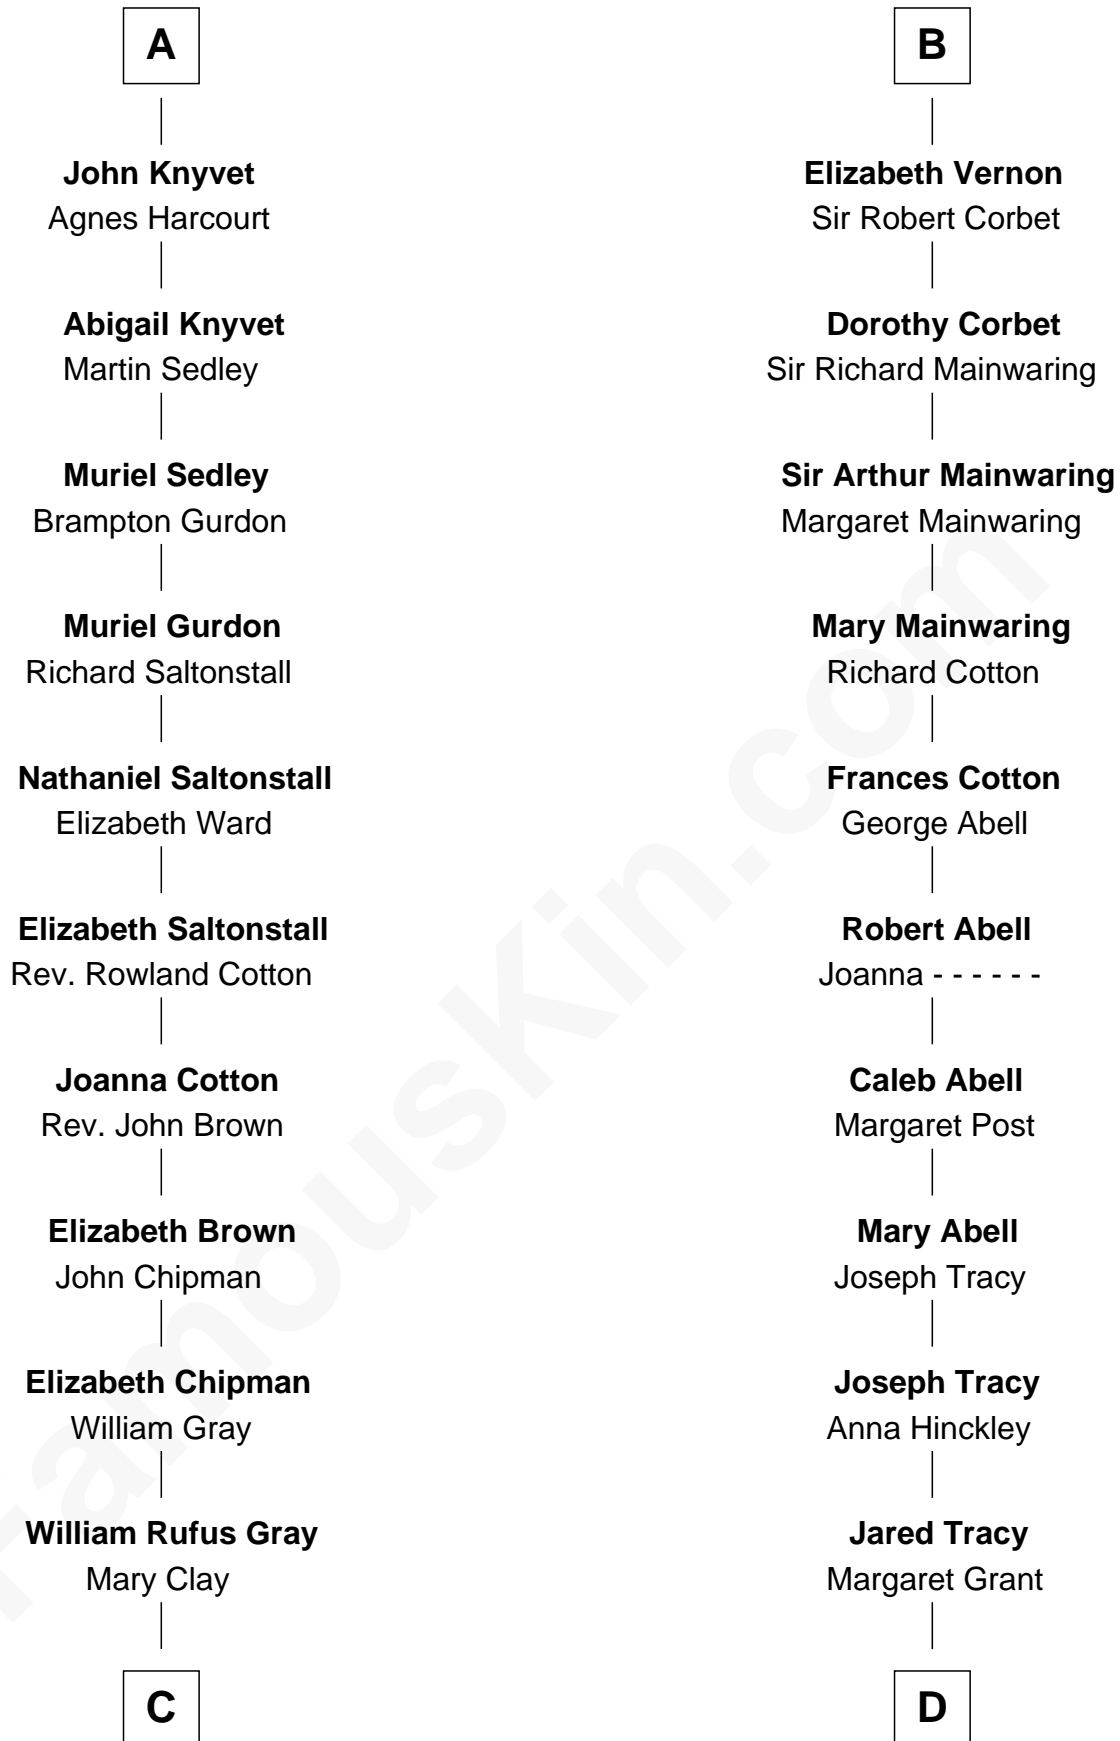 A
John Knyvet
Agnes Harcourt
Abigail Knyvet
Martin Sedley
Muriel Sedley
Brampton Gurdon
Muriel Gurdon
Richard Saltonstall
Nathaniel Saltonstall
Elizabeth Ward
Elizabeth Saltonstall
Rev. Rowland Cotton
Joanna Cotton
Rev. John Brown
Elizabeth Brown
John Chipman
Elizabeth Chipman
William Gray
William Rufus Gray
Mary Clay
C
B
Elizabeth Vernon
Sir Robert Corbet
Dorothy Corbet
Sir Richard Mainwaring
Sir Arthur Mainwaring
Margaret Mainwaring
Mary Mainwaring
Richard Cotton
Frances Cotton
George Abell
Robert Abell
Joanna - - - - - -
Caleb Abell
Margaret Post
Mary Abell
Joseph Tracy
Joseph Tracy
Anna Hinckley
Jared Tracy
Margaret Grant
D
FamousKin.com